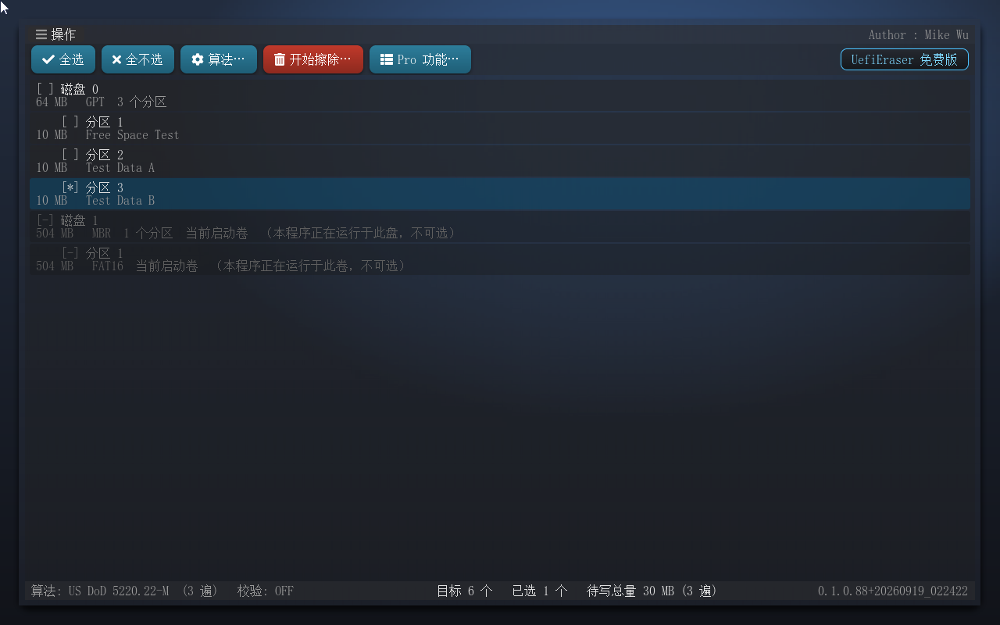 操作
Author : Mike Wu
全选 全不选 算法… 开始擦除… Pro 功能… UefiEraser 免费版
[ ] 磁盘 0
64 MB GPT 3 个分区
[ ] 分区 1
10 MB Free Space Test
[ ] 分区 2
10 MB Test Data A
[*] 分区 3
10 MB Test Data B
[-] 磁盘 1
504 MB MBR 1 个分区 当前启动卷 （本程序正在运行于此盘，不可选）
[-] 分区 1
504 MB FAT16 当前启动卷 （本程序正在运行于此卷，不可选）
算法: US DoD 5220.22-M (3 遍) 校验: OFF 目标 6 个 已选 1 个 待写总量 30 MB (3 遍) 0.1.0.88+20260919_022422